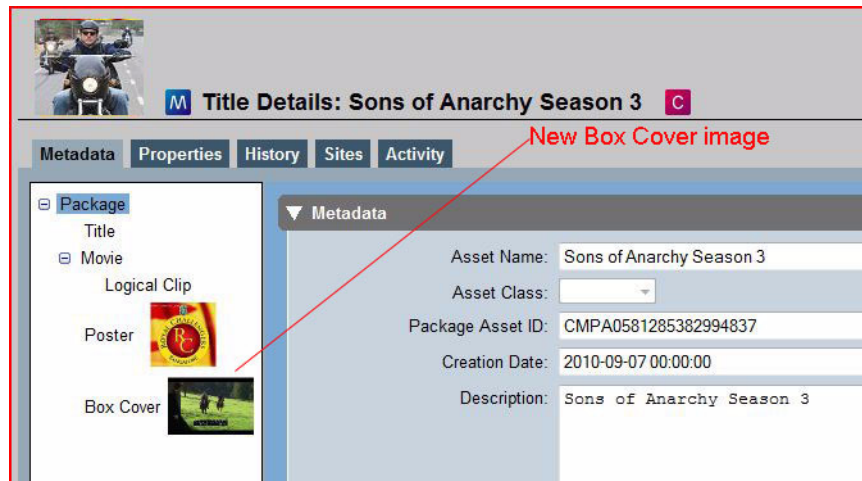 M Title Details: Sons of Anarchy Season 3 C
New Box Cover image
Metadata Properties History Sites Activity
Package
Title
Movie
Logical Clip
Poster
Box Cover
Metadata
Asset Name: Sons of Anarchy Season 3
Asset Class:
Package Asset ID: CMPA0581285382994837
Creation Date: 2010-09-07 00:00:00
Description: Sons of Anarchy Season 3